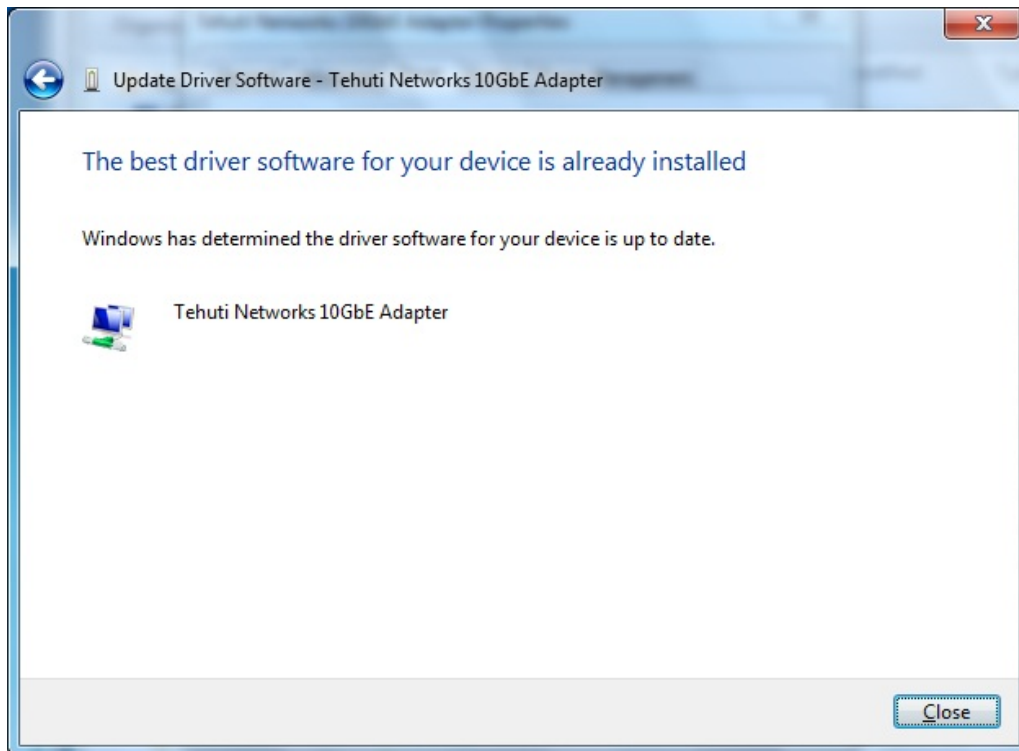 Update Driver Software - Tehuti Networks 10GbE Adapter
The best driver software for your device is already installed
Windows has determined the driver software for your device is up to date.
Tehuti Networks 10GbE Adapter
Close